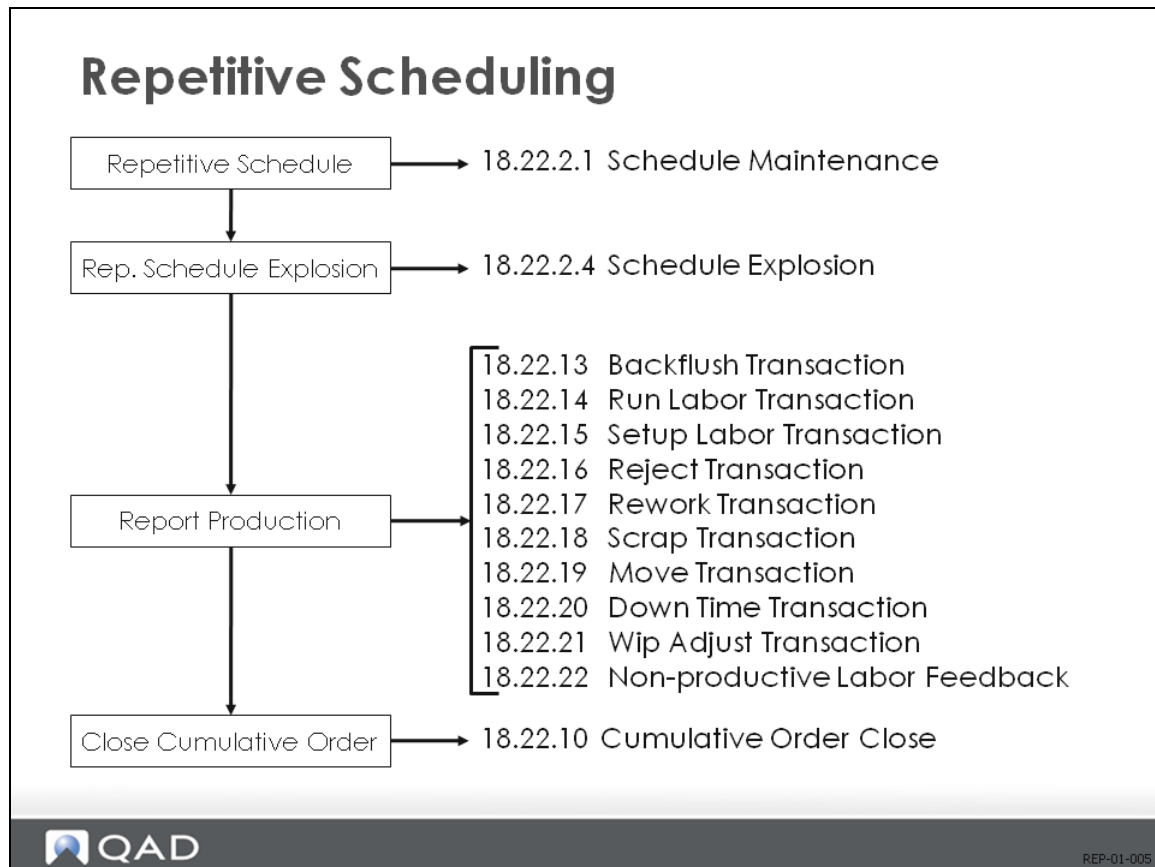 Repetitive Scheduling
Repetitive Schedule
18.22.2.1 Schedule Maintenance
Rep. Schedule Explosion
18.22.2.4 Schedule Explosion
18.22.13 Backflush Transaction
18.22.14 Run Labor Transaction
18.22.15 Setup Labor Transaction
18.22.16 Reject Transaction
18.22.17 Rework Transaction
18.22.18 Scrap Transaction
18.22.19 Move Transaction
18.22.20 Down Time Transaction
18.22.21 Wip Adjust Transaction
18.22.22 Non-productive Labor Feedback
Report Production
Close Cumulative Order
18.22.10 Cumulative Order Close
QAD
REP-01-005